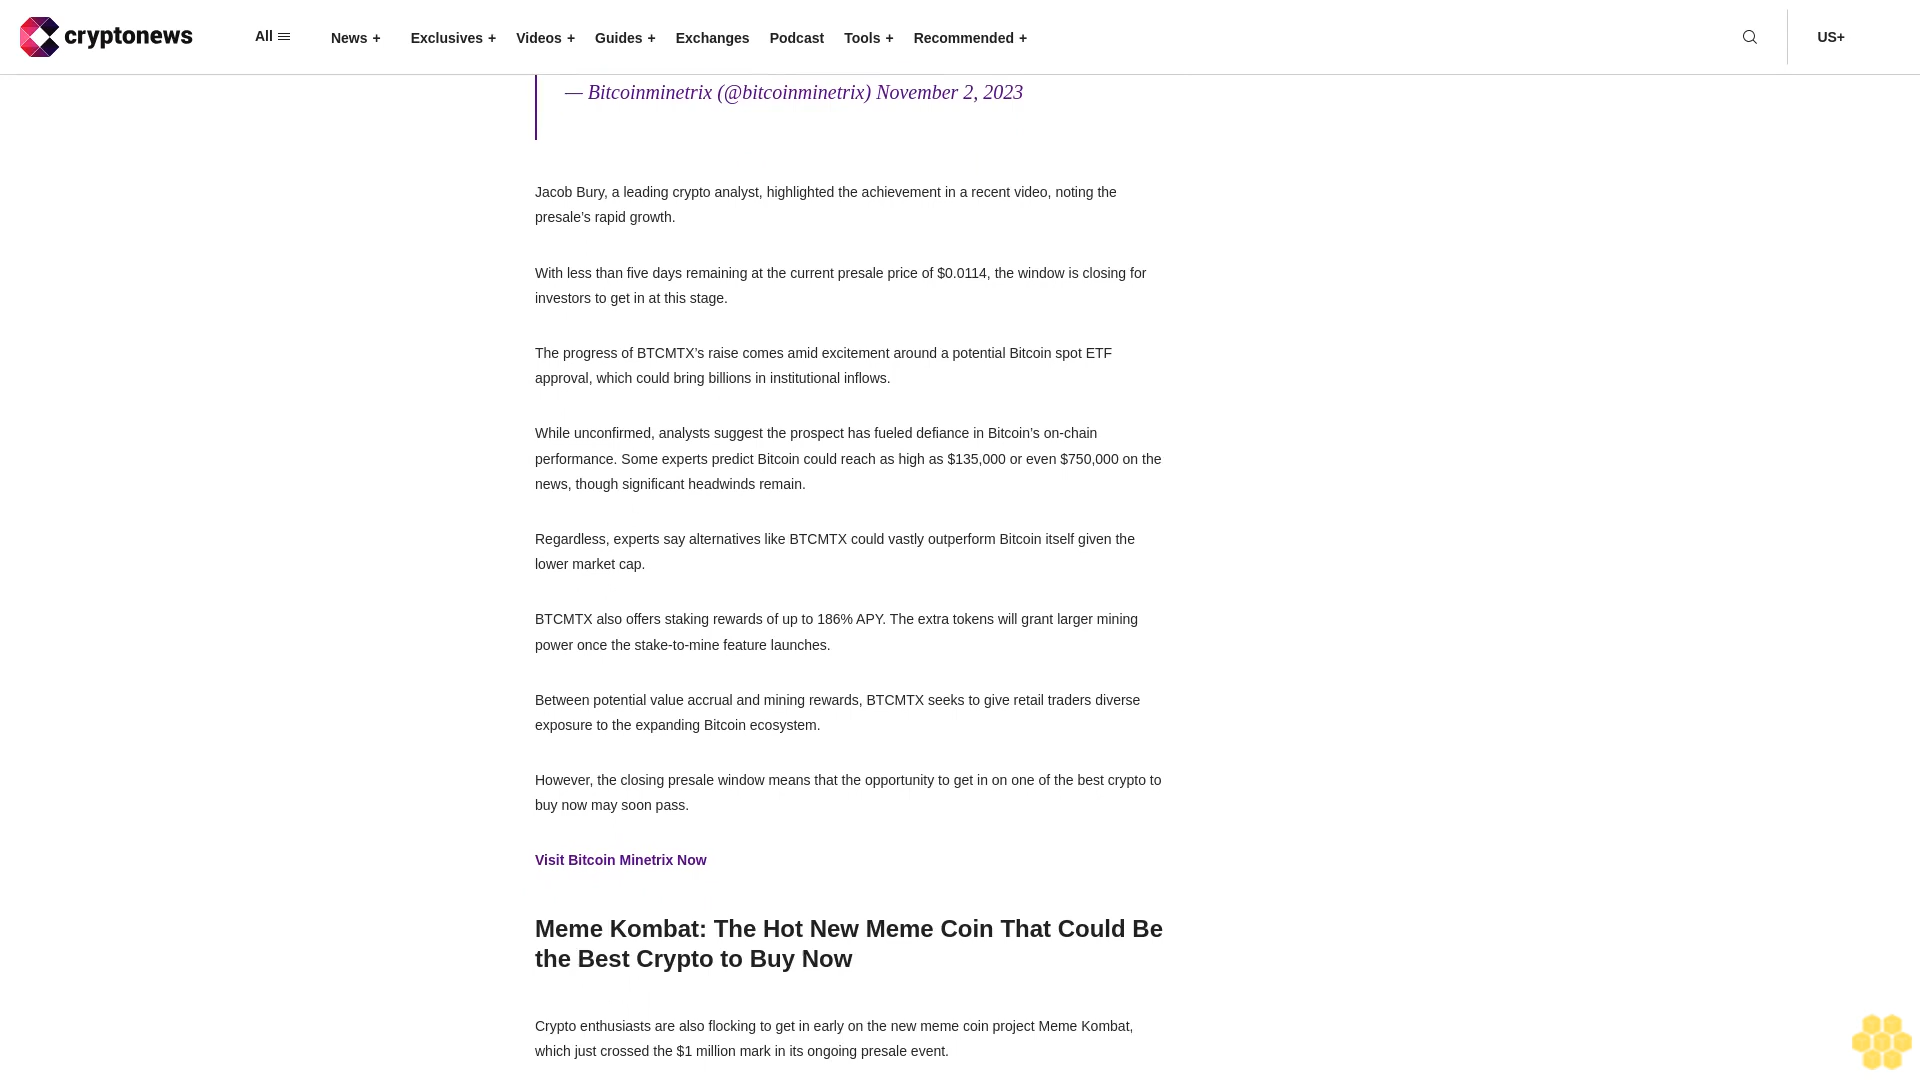 cryptonews
All
News +
Exclusives +
Videos +
Guides +
Exchanges
Podcast
Tools +
Recommended +
US+
— Bitcoinminetrix (@bitcoinminetrix) November 2, 2023
Jacob Bury, a leading crypto analyst, highlighted the achievement in a recent video, noting the
presale’s rapid growth.
With less than five days remaining at the current presale price of $0.0114, the window is closing for
investors to get in at this stage.
The progress of BTCMTX’s raise comes amid excitement around a potential Bitcoin spot ETF
approval, which could bring billions in institutional inflows.
While unconfirmed, analysts suggest the prospect has fueled defiance in Bitcoin’s on-chain
performance. Some experts predict Bitcoin could reach as high as $135,000 or even $750,000 on the
news, though significant headwinds remain.
Regardless, experts say alternatives like BTCMTX could vastly outperform Bitcoin itself given the
lower market cap.
BTCMTX also offers staking rewards of up to 186% APY. The extra tokens will grant larger mining
power once the stake-to-mine feature launches.
Between potential value accrual and mining rewards, BTCMTX seeks to give retail traders diverse
exposure to the expanding Bitcoin ecosystem.
However, the closing presale window means that the opportunity to get in on one of the best crypto to
buy now may soon pass.
Visit Bitcoin Minetrix Now
Meme Kombat: The Hot New Meme Coin That Could Be
the Best Crypto to Buy Now
Crypto enthusiasts are also flocking to get in early on the new meme coin project Meme Kombat,
which just crossed the $1 million mark in its ongoing presale event.